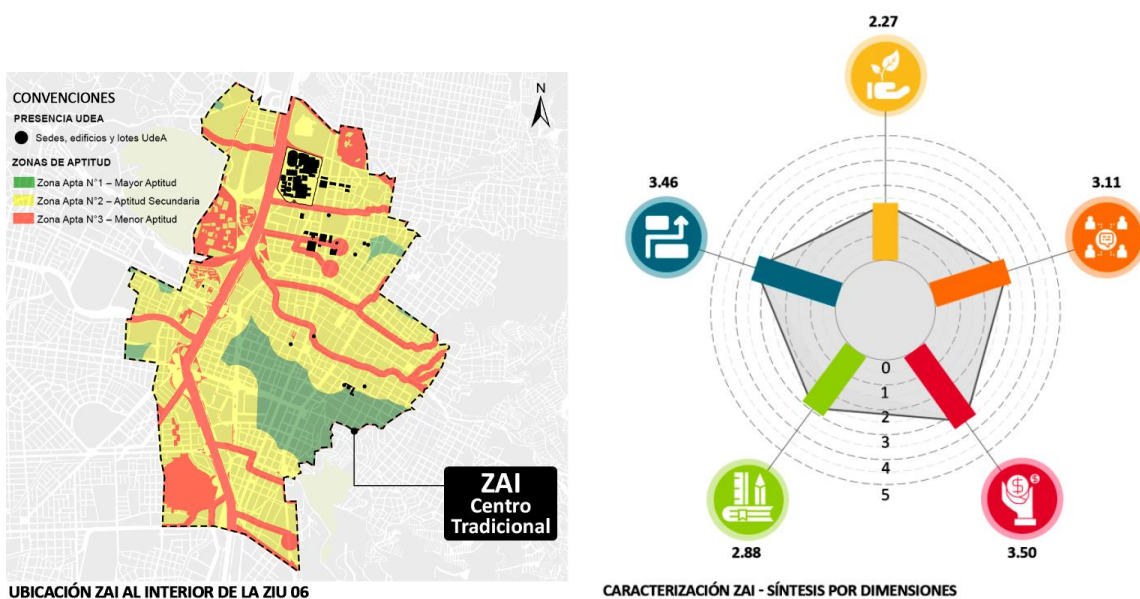 CONVENCIONES
PRESENCIA UDEA
Sedes, edificios y lotes UdeA
ZONAS DE APTITUD
Zona Apta N°1 – Mayor Aptitud
Zona Apta N°2 – Aptitud Secundaria
Zona Apta N°3 – Menor Aptitud
N
ZAI
Centro
Tradicional
UBICACIÓN ZAI AL INTERIOR DE LA ZIU 06
2.27
3.46
3.11
0
1
2
3
4
5
2.88
3.50
$
$
CARACTERIZACIÓN ZAI - SÍNTESIS POR DIMENSIONES